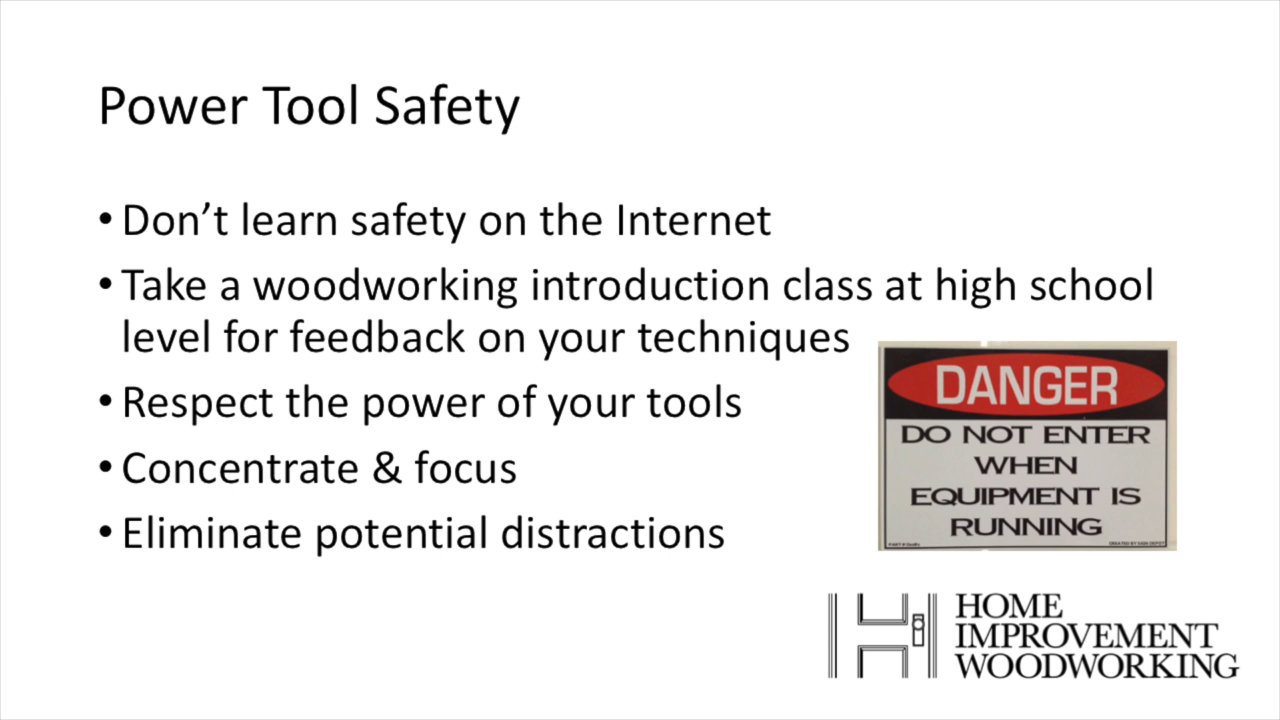 Power Tool Safety
• Don’t learn safety on the Internet
• Take a woodworking introduction class at high school
level for feedback on your techniques
• Respect the power of your tools
• Concentrate & focus
• Eliminate potential distractions
DANGER
DO NOT ENTER
WHEN
EQUIPMENT IS
RUNNING
HOME
IMPROVEMENT
WOODWORKING